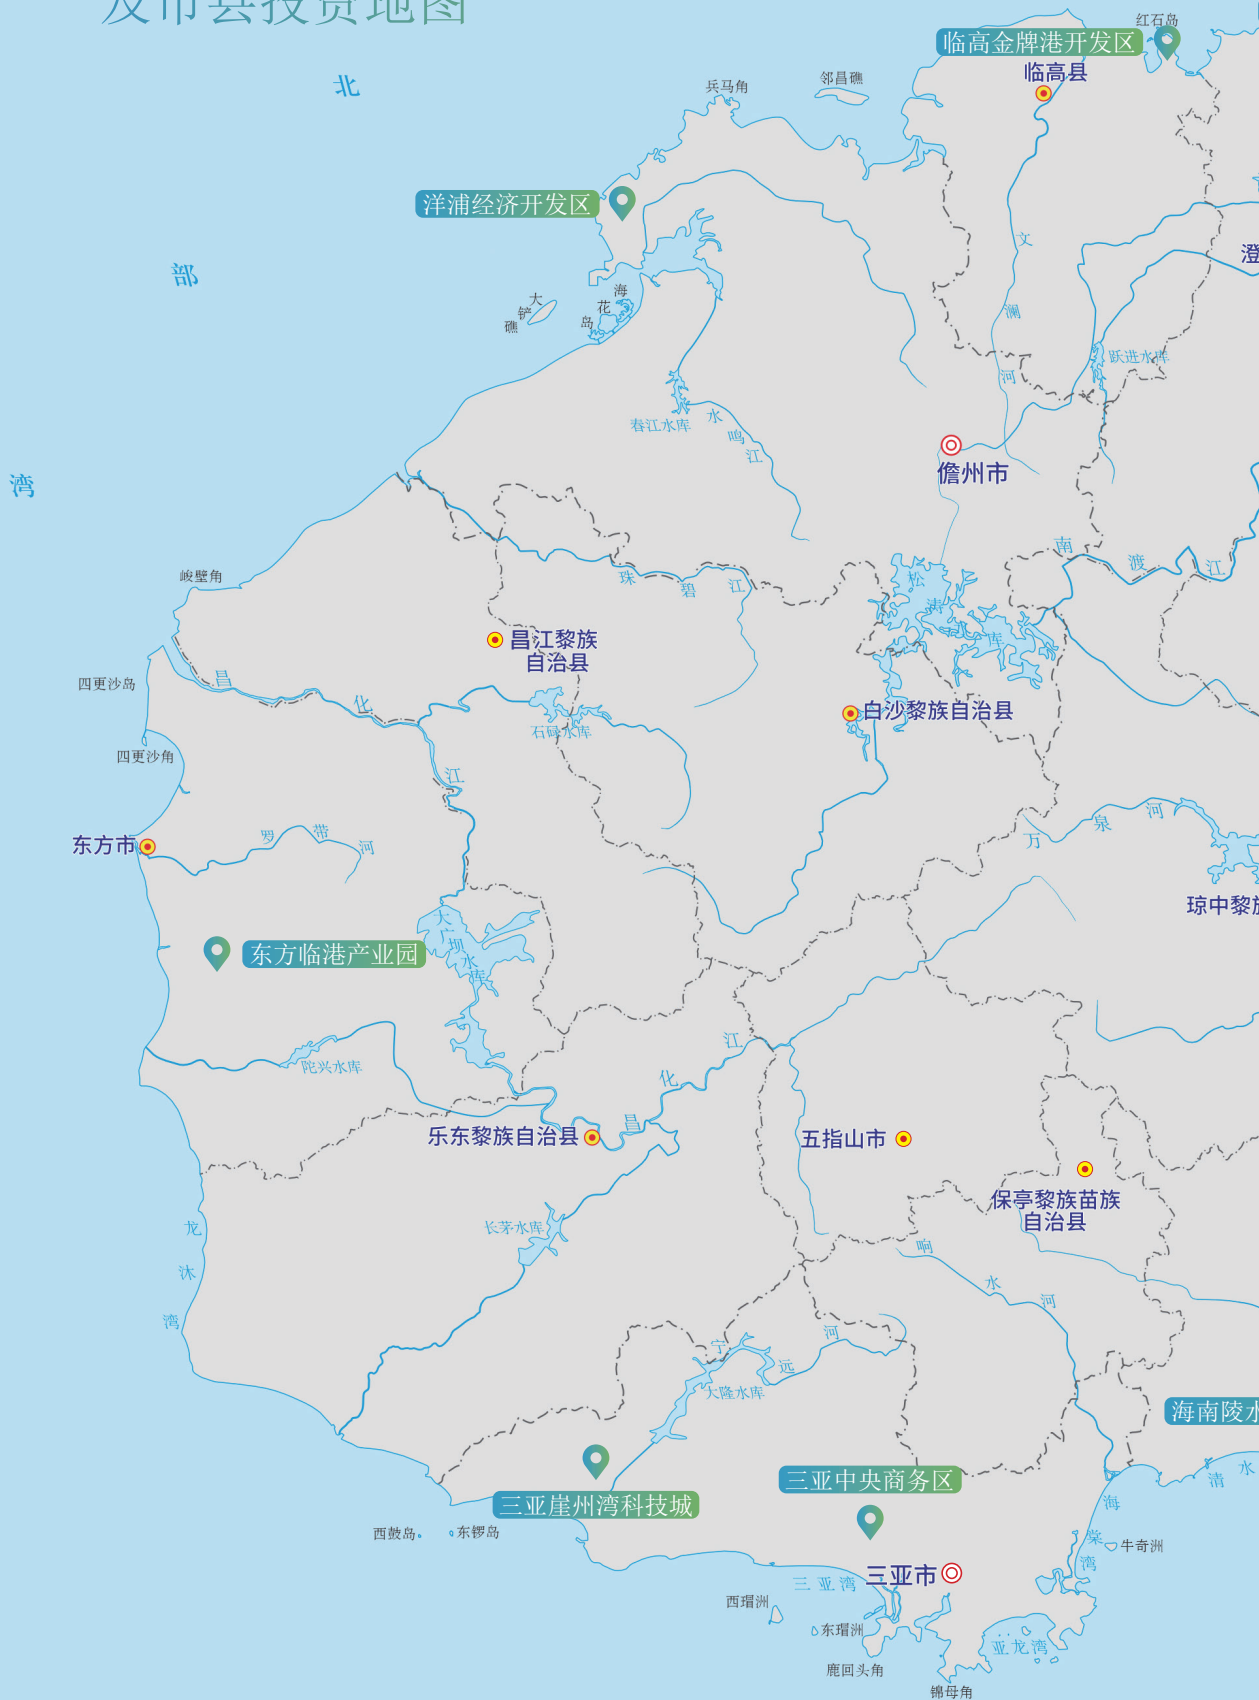 及市县投资地图
红石岛
临高金牌港开发区
临高县
北
邻昌礁
兵马角
洋浦经济开发区
文
澜
河
部
大
铲
礁
海
花
岛
跃进水库
春江水库
水
鸣
江
儋州市
湾
南
渡
江
峻壁角
珠
碧
江
松
涛
水
库
昌江黎族
自治县
四更沙岛
昌
化
江
白沙黎族自治县
石碌水库
四更沙角
东方市
罗
带
河
万
泉
河
大
广
坝
水
库
东方临港产业园
陀兴水库
江
化
昌
乐东黎族自治县
五指山市
保亭黎族苗族
自治县
龙
沐
湾
长茅水库
响
水
河
宁
远
河
大隆水库
海南陵水
清
水
三亚中央商务区
三亚崖州湾科技城
西鼓岛
东锣岛
海
棠
湾
牛奇洲
三亚市
三亚湾
西瑁洲
东瑁洲
亚龙湾
鹿回头角
锦母角